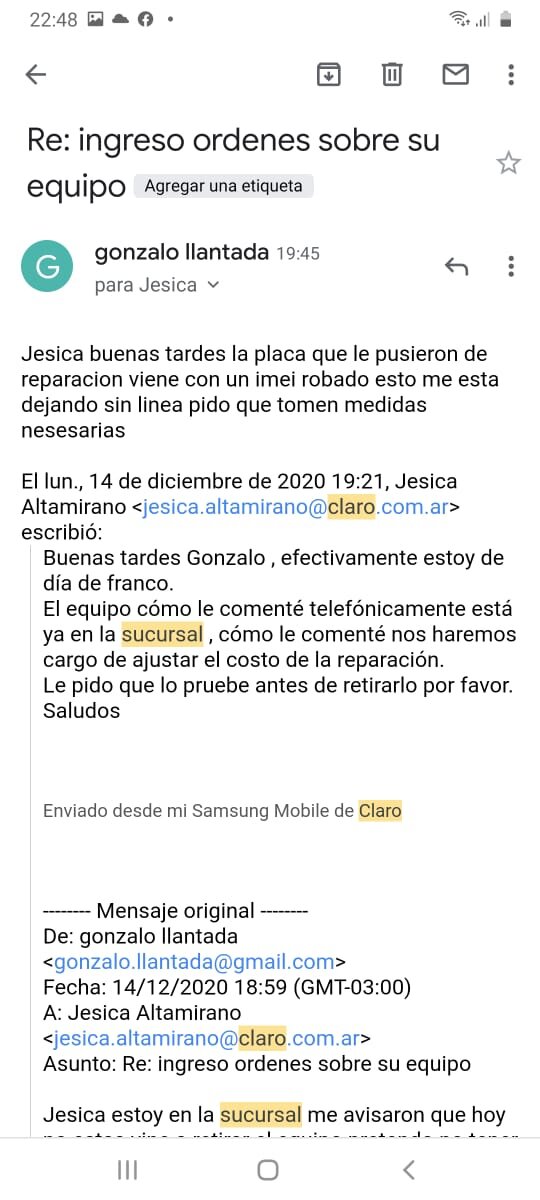 22:48
Re: ingreso ordenes sobre su
equipo Agregar una etiqueta
G
gonzalo llantada 19:45
para Jesica
Jesica buenas tardes la placa que le pusieron de
reparacion viene con un imei robado esto me esta
dejando sin linea pido que tomen medidas
nesesarias
El lun., 14 de diciembre de 2020 19:21, Jesica
Altamirano <jesica.altamirano@claro.com.ar>
escribió:
Buenas tardes Gonzalo , efectivamente estoy de
día de franco.
El equipo cómo le comenté telefónicamente está
ya en la sucursal , cómo le comenté nos haremos
cargo de ajustar el costo de la reparación.
Le pido que lo pruebe antes de retirarlo por favor.
Saludos
Enviado desde mi Samsung Mobile de Claro
-------- Mensaje original --------
De: gonzalo llantada
<gonzalo.llantada@gmail.com>
Fecha: 14/12/2020 18:59 (GMT-03:00)
A: Jesica Altamirano
<jesica.altamirano@claro.com.ar>
Asunto: Re: ingreso ordenes sobre su equipo
Jesica estoy en la sucursal me avisaron que hoy